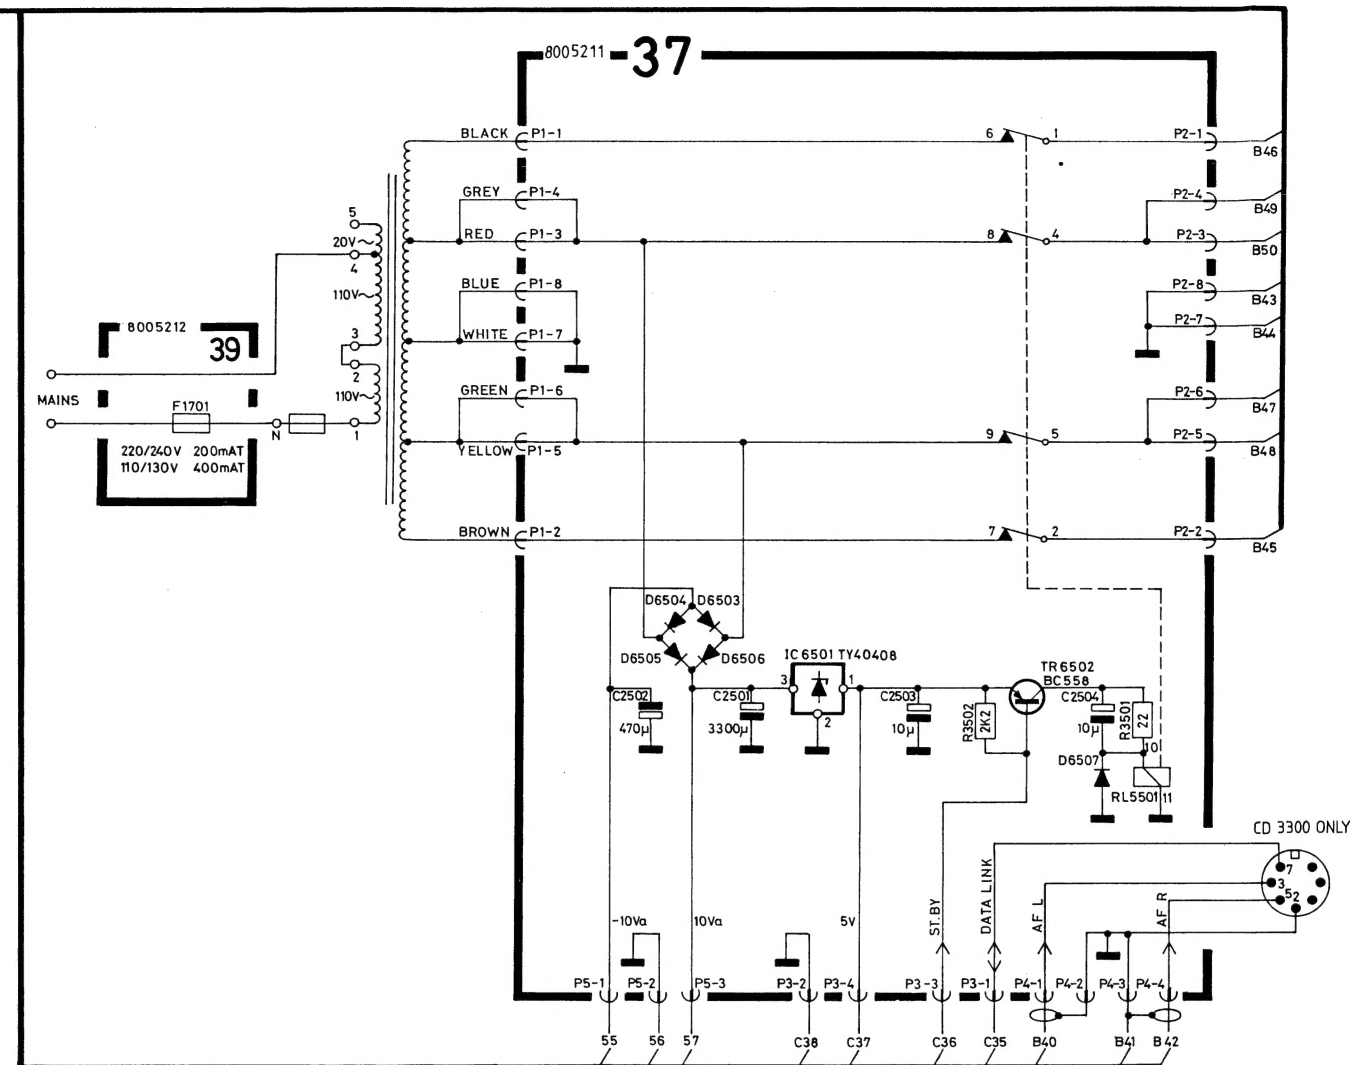 8005211 37
BLACK P1-1 6 1 P2-1 B46
GREY P1-4 P2-4 B49
5
20V~
RED P1-3 8 4 P2-3 B50
4
BLUE P1-8 P2-8 B43
110V~
8005212 39
3
WHITE P1-7 P2-7 B44
2
MAINS
110V~
GREEN P1-6 P2-6 B47
F1701
N
1
220/240V 200mAT
110/130V 400mAT
YELLOW P1-5 9 5 P2-5 B48
BROWN P1-2 7 2 P2-2 B45
D6504 D6503
D6505 D6506
IC6501 TY40408
3 1
2
TR6502
BC558
C2502
470µ
C2501
3300µ
C2503
10µ
R3502
2K2
C2504
10µ
R3501
22
10
D6507
RL5501 11
CD 3300 ONLY
7
3
5 2
-10Va
10Va
5V
ST.BY
DATA LINK
AF L
AF R
P5-1 P5-2 P5-3 P3-2 P3-4 P3-3 P3-1 P4-1 P4-2 P4-3 P4-4
55 56 57 C38 C37 C36 C35 B40 B41 B42